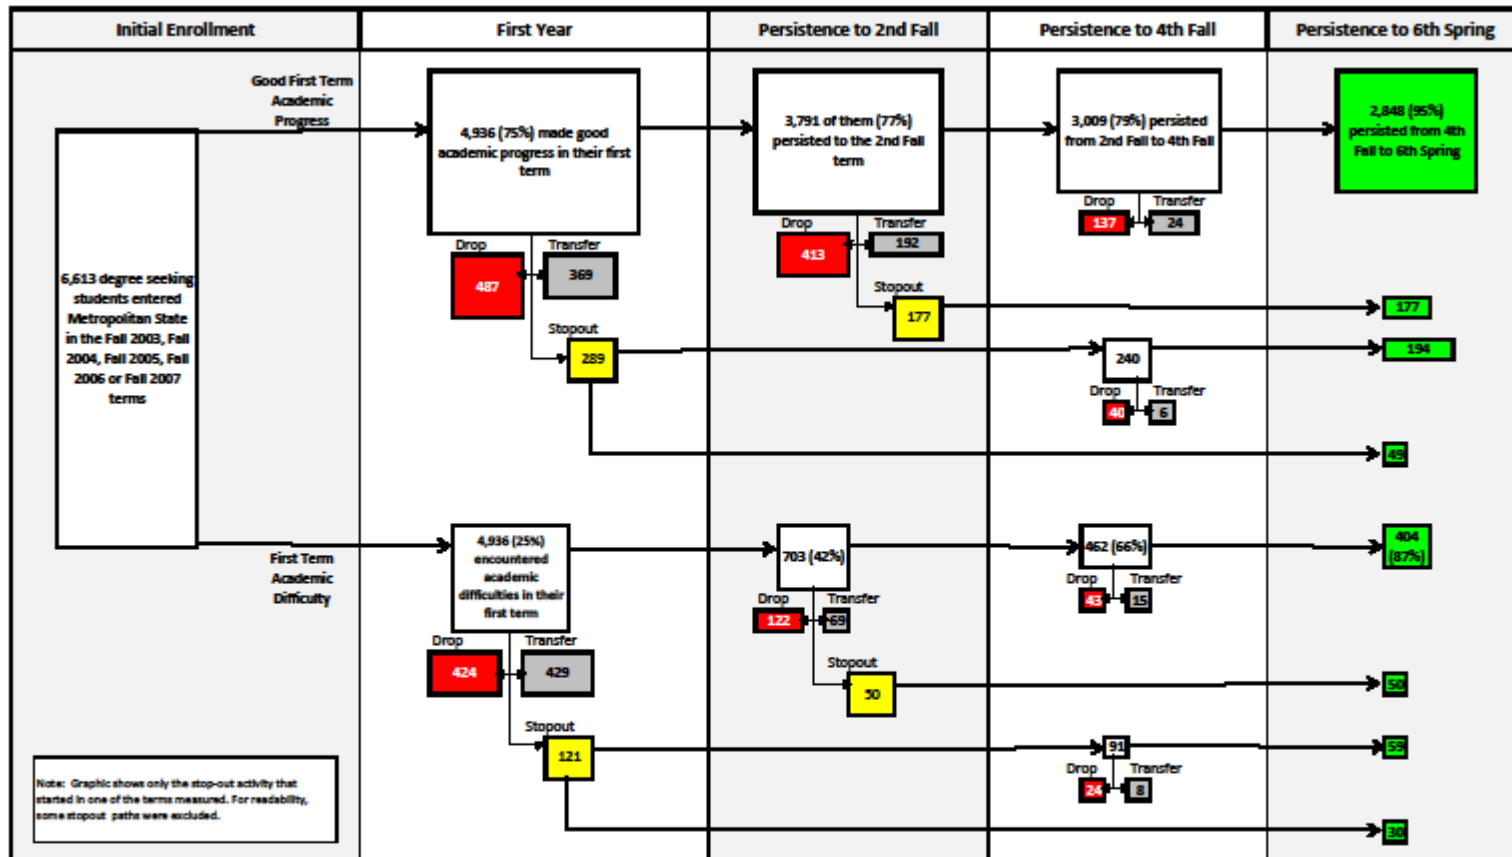 Initial Enrollment
First Year
Persistence to 2nd Fall
Persistence to 4th Fall
Persistence to 6th Spring
Good First Term
Academic
Progress
4,936 (75%) made good
academic progress in their first
term
3,791 of them (77%)
persisted to the 2nd Fall
term
3,009 (79%) persisted
from 2nd Fall to 4th Fall
2,848 (95%)
persisted from 4th
Fall to 6th Spring
Drop
Transfer
137
24
Drop
Transfer
413
192
Drop
Transfer
487
369
6,613 degree seeking
students entered
Metropolitan State
in the Fall 2003, Fall
2004, Fall 2005, Fall
2006 or Fall 2007
terms
Stopout
177
177
Stopout
289
240
194
Drop
Transfer
40
6
49
First Term
Academic
Difficulty
4,936 (25%)
encountered
academic
difficulties in their
first term
703 (42%)
462 (66%)
404
(87%)
Drop
Transfer
43
15
Drop
Transfer
122
69
Drop
Transfer
424
429
Stopout
50
50
Stopout
121
91
59
Drop
Transfer
24
8
30
Note: Graphic shows only the stop-out activity that
started in one of the terms measured. For readability,
some stopout paths were excluded.